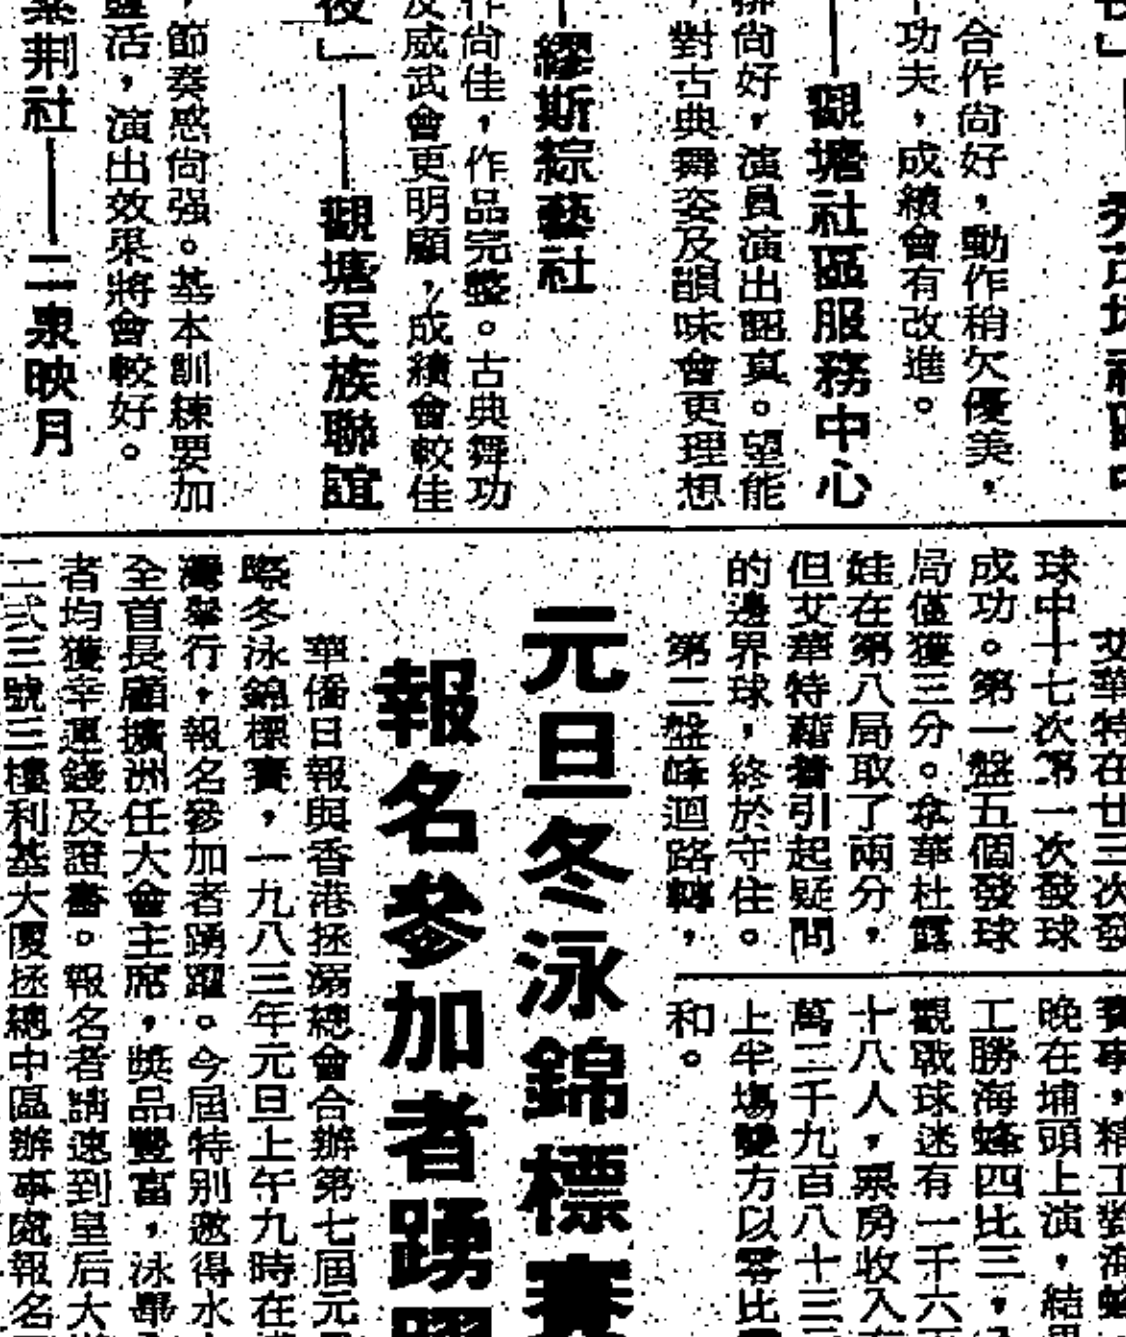 合作尚好，動作稍欠優美，
功夫，成績會有改進。
——觀塘社區服務中心
排尚好，演員演出認真。望能
對古典舞姿及韻味會更理想
—繆斯綜藝社
作尚佳，作品完整。古典舞功
及威武會更明顯，成績會較佳
夜」——觀塘民族聯誼
，節奏感尚强。基本訓練要加
靈活，演出效果將會較好。
紫荆社——二泉映月
艾華特在廿三次發
球中十七次第一次發球
成功。第一盤五個發球
局僅獲三分。拿華杜露
娃在第八局取了兩分，
但艾華特藉着引起疑問
的邊界球，終於守住。
第二盤峰迴路轉，
賽事，精工對海蜂
晚在埔頭上演，結果
工勝海蜂四比三，
觀戰球迷有一千六百
十八人，票房收入
萬二千九百八十三
上半場雙方以零比
和。
元旦冬泳錦標賽
報名參加者踴躍
華僑日報與香港拯溺總會合辦第七屆元
際冬泳錦標賽，一九八三年元旦上午九時在
灣舉行，報名參加者踴躍。今屆特别邀得水
全首長顧擴洲任大會主席，獎品豐富，泳畢
者均獲幸運錢及證書。報名者請速到皇后大
二弍三號三樓利基大厦拯總中區辦事處報名